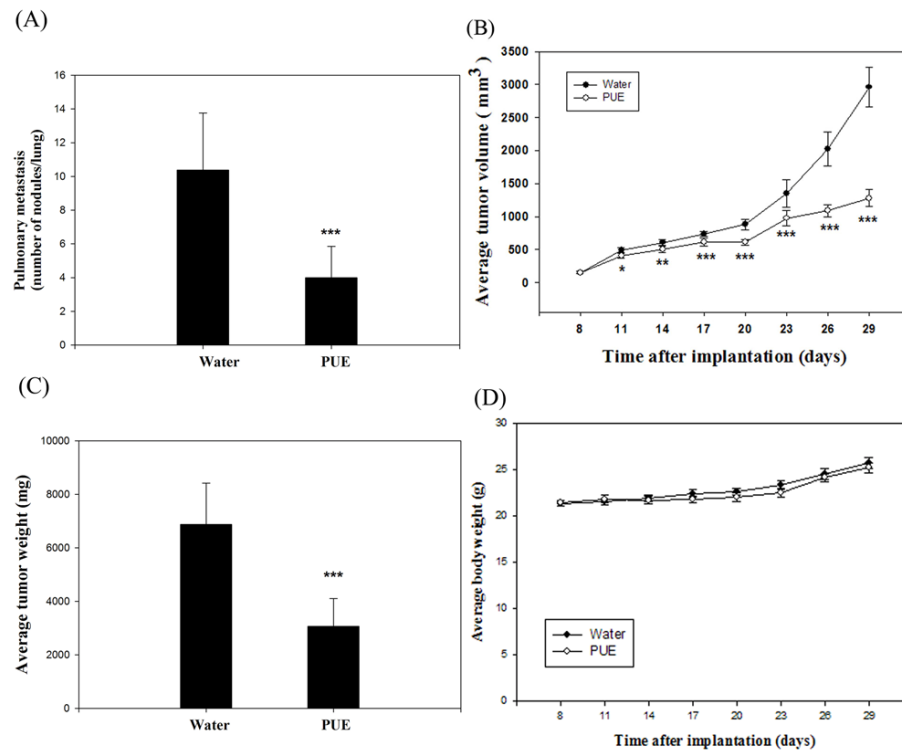 (A)
16
14
12
10
8
6
4
2
0
Pulmonary metastasis
(number of nodules/lung)
***
Water
PUE
(B)
3500
3000
2500
2000
1500
1000
500
0
Average tumor volume ( mm³ )
Water
PUE
*
**
***
***
***
***
***
8 11 14 17 20 23 26 29
Time after implantation (days)
(C)
10000
8000
6000
4000
2000
0
Average tumor weight (mg)
***
Water
PUE
(D)
30
25
20
15
10
5
0
Average body weight (g)
Water
PUE
8 11 14 17 20 23 26 29
Time after implantation (days)